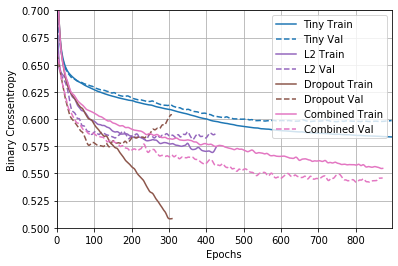 0.700
0.675
0.650
0.625
0.600
0.575
0.550
0.525
0.500
Binary Crossentropy
0
100
200
300
400
500
600
700
800
Epochs
Tiny Train
Tiny Val
L2 Train
L2 Val
Dropout Train
Dropout Val
Combined Train
Combined Val